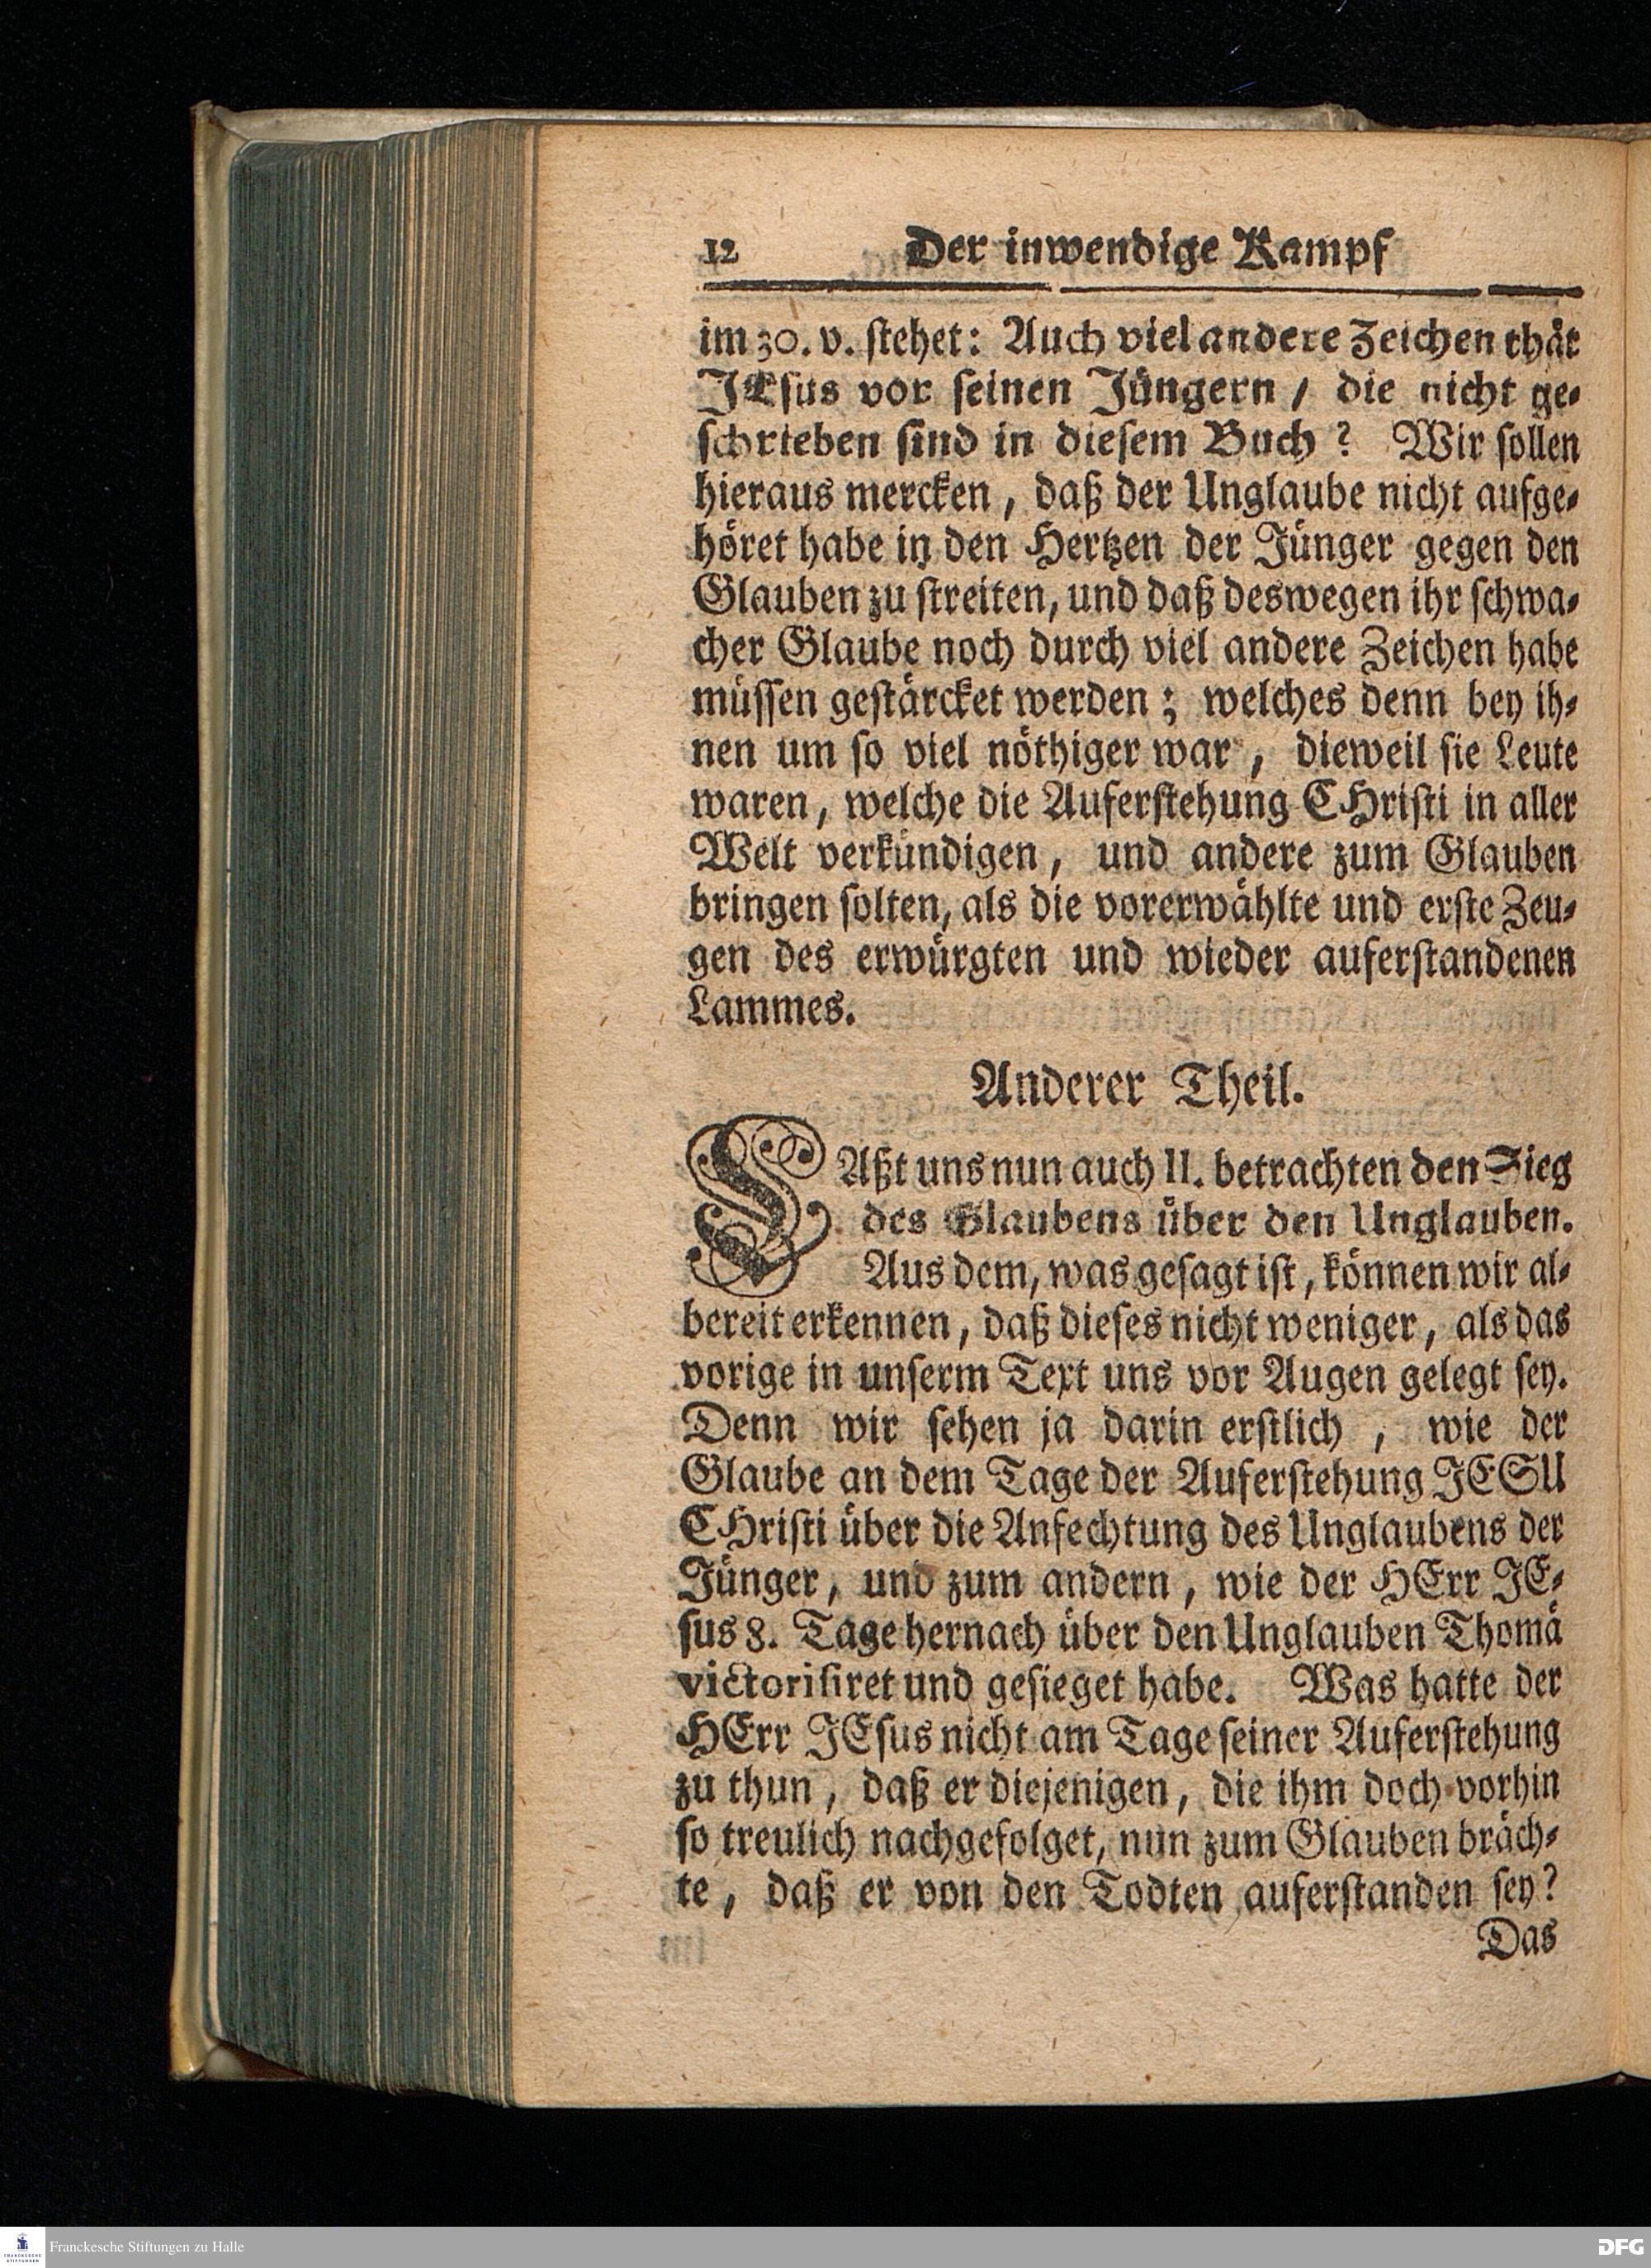 12 Der inwendige Kampf
im 30. v. stehet: Auch viel andere Zeichen thät
JEsus vor seinen Jüngern / die nicht ge-
schrieben sind in diesem Buch? Wir sollen
hieraus mercken, daß der Unglaube nicht aufge-
höret habe in den Hertzen der Jünger gegen den
Glauben zu streiten, und daß deswegen ihr schwa-
cher Glaube noch durch viel andere Zeichen habe
müssen gestärcket werden; welches denn bey ih-
nen um so viel nöthiger war, dieweil sie Leute
waren, welche die Auferstehung CHristi in aller
Welt verkündigen, und andere zum Glauben
bringen solten, als die vorerwählte und erste Zeu-
gen des erwürgten und wieder auferstandenen
Lammes.
Anderer Theil.
LAßt uns nun auch II. betrachten den Sieg
des Glaubens über den Unglauben.
Aus dem, was gesagt ist, können wir al-
bereit erkennen, daß dieses nicht weniger, als das
vorige in unserm Text uns vor Augen gelegt sey.
Denn wir sehen ja darin erstlich, wie der
Glaube an dem Tage der Auferstehung JESU
CHristi über die Anfechtung des Unglaubens der
Jünger, und zum andern, wie der HErr JE-
sus 8. Tage hernach über den Unglauben Thomä
victorisiret und gesieget habe. Was hatte der
HErr JEsus nicht am Tage seiner Auferstehung
zu thun, daß er diejenigen, die ihm doch vorhin
so treulich nachgefolget, nun zum Glauben bräch-
te, daß er von den Todten auferstanden sey?
Das
Franckesche Stiftungen zu Halle
DFG